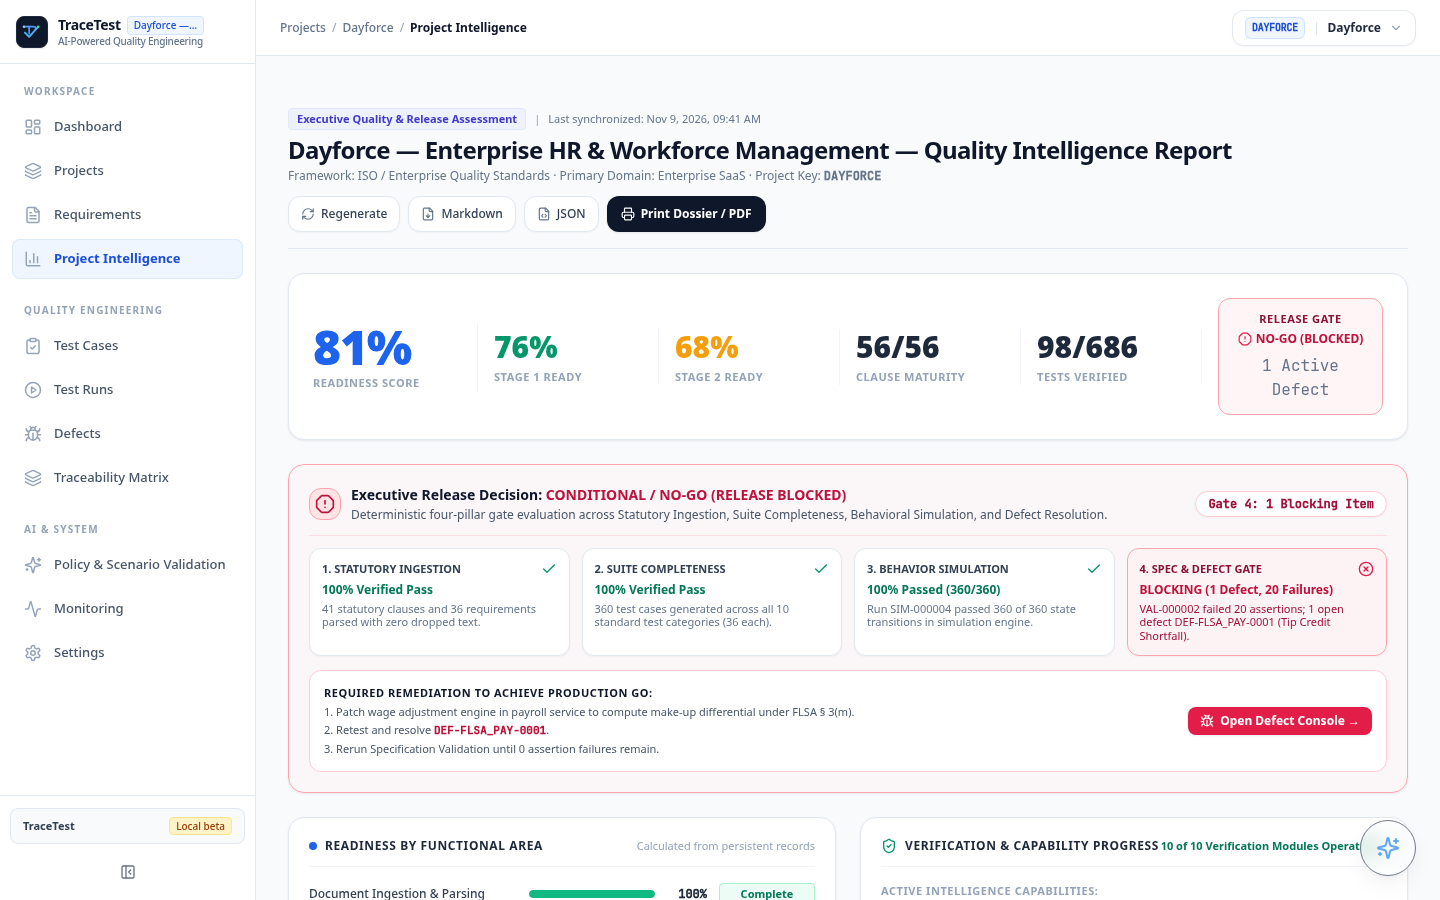 TraceTest
Dayforce —...
AI-Powered Quality Engineering
WORKSPACE
Dashboard
Projects
Requirements
Project Intelligence
QUALITY ENGINEERING
Test Cases
Test Runs
Defects
Traceability Matrix
AI & SYSTEM
Policy & Scenario Validation
Monitoring
Settings
TraceTest
Local beta
Projects / Dayforce / Project Intelligence
DAYFORCE | Dayforce
Executive Quality & Release Assessment | Last synchronized: Nov 9, 2026, 09:41 AM
Dayforce — Enterprise HR & Workforce Management — Quality Intelligence Report
Framework: ISO / Enterprise Quality Standards · Primary Domain: Enterprise SaaS · Project Key: DAYFORCE
Regenerate
Markdown
JSON
Print Dossier / PDF
81%
READINESS SCORE
76%
STAGE 1 READY
68%
STAGE 2 READY
56/56
CLAUSE MATURITY
98/686
TESTS VERIFIED
RELEASE GATE
NO-GO (BLOCKED)
1 Active
Defect
Executive Release Decision: CONDITIONAL / NO-GO (RELEASE BLOCKED)
Deterministic four-pillar gate evaluation across Statutory Ingestion, Suite Completeness, Behavioral Simulation, and Defect Resolution.
Gate 4: 1 Blocking Item
1. STATUTORY INGESTION
100% Verified Pass
41 statutory clauses and 36 requirements
parsed with zero dropped text.
2. SUITE COMPLETENESS
100% Verified Pass
360 test cases generated across all 10
standard test categories (36 each).
3. BEHAVIOR SIMULATION
100% Passed (360/360)
Run SIM-000004 passed 360 of 360 state
transitions in simulation engine.
4. SPEC & DEFECT GATE
BLOCKING (1 Defect, 20 Failures)
VAL-000002 failed 20 assertions; 1 open
defect DEF-FLSA_PAY-0001 (Tip Credit
Shortfall).
REQUIRED REMEDIATION TO ACHIEVE PRODUCTION GO:
1. Patch wage adjustment engine in payroll service to compute make-up differential under FLSA § 3(m).
2. Retest and resolve DEF-FLSA_PAY-0001.
3. Rerun Specification Validation until 0 assertion failures remain.
Open Defect Console →
READINESS BY FUNCTIONAL AREA
Calculated from persistent records
Document Ingestion & Parsing
100%
Complete
VERIFICATION & CAPABILITY PROGRESS
10 of 10 Verification Modules Operat
ACTIVE INTELLIGENCE CAPABILITIES: